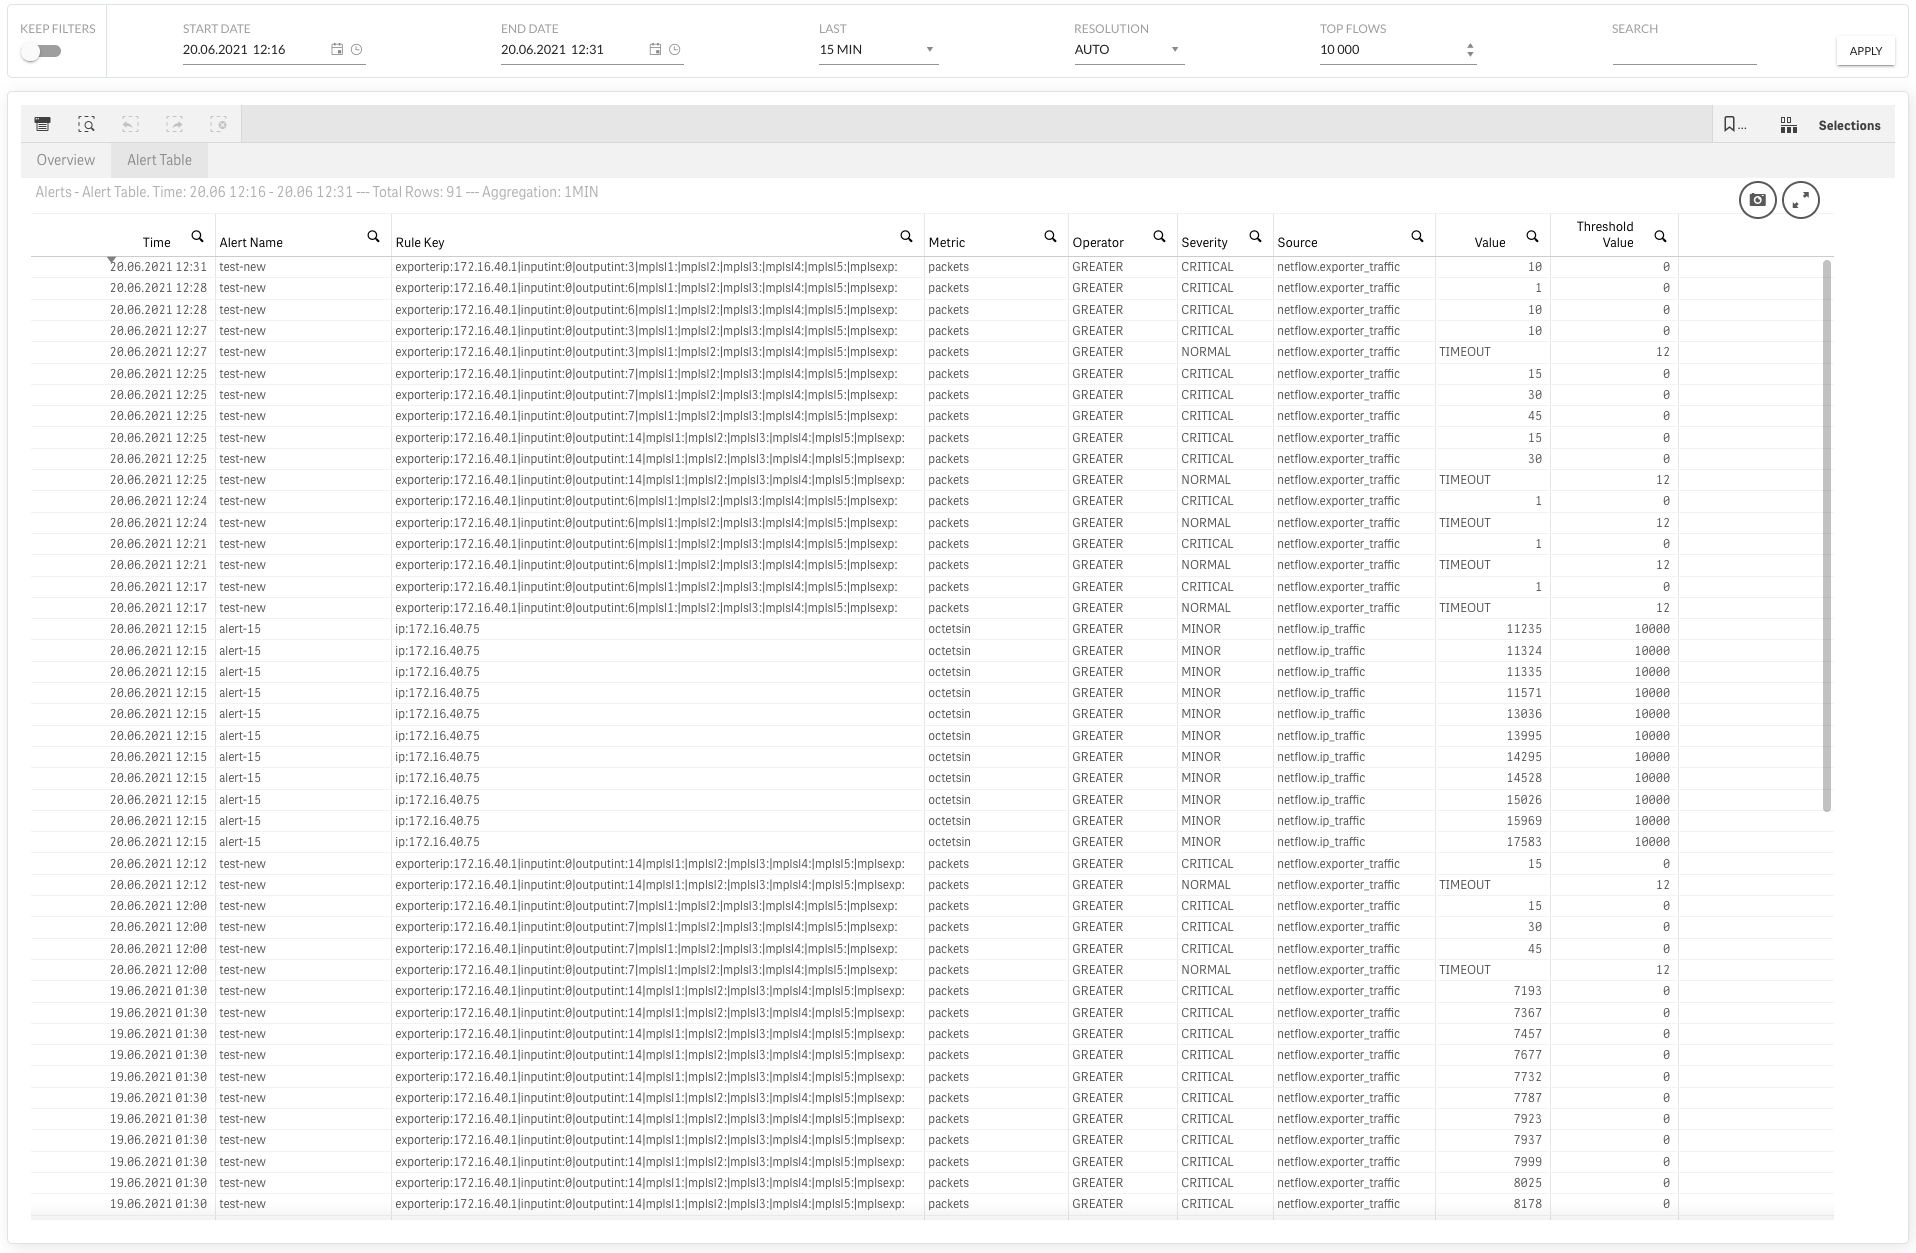 KEEP FILTERS START DATE END DATE LAST RESOLUTION TOP FLOWS SEARCH
20.06.2021 12:16 20.06.2021 12:31 15 MIN AUTO 10 000 APPLY
... Selections
Overview Alert Table
Alerts - Alert Table. Time: 20.06 12:16 - 20.06 12:31 --- Total Rows: 91 --- Aggregation: 1MIN
Time Alert Name Rule Key Metric Operator Severity Source Value Threshold Value
20.06.2021 12:31 test-new exporterip:172.16.40.1|inputint:0|outputint:3|mplsl1:|mplsl2:|mplsl3:|mplsl4:|mplsl5:|mplsexp: packets GREATER CRITICAL netflow.exporter_traffic 10 0
20.06.2021 12:28 test-new exporterip:172.16.40.1|inputint:0|outputint:6|mplsl1:|mplsl2:|mplsl3:|mplsl4:|mplsl5:|mplsexp: packets GREATER CRITICAL netflow.exporter_traffic 1 0
20.06.2021 12:28 test-new exporterip:172.16.40.1|inputint:0|outputint:6|mplsl1:|mplsl2:|mplsl3:|mplsl4:|mplsl5:|mplsexp: packets GREATER CRITICAL netflow.exporter_traffic 10 0
20.06.2021 12:27 test-new exporterip:172.16.40.1|inputint:0|outputint:3|mplsl1:|mplsl2:|mplsl3:|mplsl4:|mplsl5:|mplsexp: packets GREATER CRITICAL netflow.exporter_traffic 10 0
20.06.2021 12:27 test-new exporterip:172.16.40.1|inputint:0|outputint:3|mplsl1:|mplsl2:|mplsl3:|mplsl4:|mplsl5:|mplsexp: packets GREATER NORMAL netflow.exporter_traffic TIMEOUT 12
20.06.2021 12:25 test-new exporterip:172.16.40.1|inputint:0|outputint:7|mplsl1:|mplsl2:|mplsl3:|mplsl4:|mplsl5:|mplsexp: packets GREATER CRITICAL netflow.exporter_traffic 15 0
20.06.2021 12:25 test-new exporterip:172.16.40.1|inputint:0|outputint:7|mplsl1:|mplsl2:|mplsl3:|mplsl4:|mplsl5:|mplsexp: packets GREATER CRITICAL netflow.exporter_traffic 30 0
20.06.2021 12:25 test-new exporterip:172.16.40.1|inputint:0|outputint:7|mplsl1:|mplsl2:|mplsl3:|mplsl4:|mplsl5:|mplsexp: packets GREATER CRITICAL netflow.exporter_traffic 45 0
20.06.2021 12:25 test-new exporterip:172.16.40.1|inputint:0|outputint:14|mplsl1:|mplsl2:|mplsl3:|mplsl4:|mplsl5:|mplsexp: packets GREATER CRITICAL netflow.exporter_traffic 15 0
20.06.2021 12:25 test-new exporterip:172.16.40.1|inputint:0|outputint:14|mplsl1:|mplsl2:|mplsl3:|mplsl4:|mplsl5:|mplsexp: packets GREATER CRITICAL netflow.exporter_traffic 30 0
20.06.2021 12:25 test-new exporterip:172.16.40.1|inputint:0|outputint:14|mplsl1:|mplsl2:|mplsl3:|mplsl4:|mplsl5:|mplsexp: packets GREATER NORMAL netflow.exporter_traffic TIMEOUT 12
20.06.2021 12:24 test-new exporterip:172.16.40.1|inputint:0|outputint:6|mplsl1:|mplsl2:|mplsl3:|mplsl4:|mplsl5:|mplsexp: packets GREATER CRITICAL netflow.exporter_traffic 1 0
20.06.2021 12:24 test-new exporterip:172.16.40.1|inputint:0|outputint:6|mplsl1:|mplsl2:|mplsl3:|mplsl4:|mplsl5:|mplsexp: packets GREATER NORMAL netflow.exporter_traffic TIMEOUT 12
20.06.2021 12:21 test-new exporterip:172.16.40.1|inputint:0|outputint:6|mplsl1:|mplsl2:|mplsl3:|mplsl4:|mplsl5:|mplsexp: packets GREATER CRITICAL netflow.exporter_traffic 1 0
20.06.2021 12:21 test-new exporterip:172.16.40.1|inputint:0|outputint:6|mplsl1:|mplsl2:|mplsl3:|mplsl4:|mplsl5:|mplsexp: packets GREATER NORMAL netflow.exporter_traffic TIMEOUT 12
20.06.2021 12:17 test-new exporterip:172.16.40.1|inputint:0|outputint:6|mplsl1:|mplsl2:|mplsl3:|mplsl4:|mplsl5:|mplsexp: packets GREATER CRITICAL netflow.exporter_traffic 1 0
20.06.2021 12:17 test-new exporterip:172.16.40.1|inputint:0|outputint:6|mplsl1:|mplsl2:|mplsl3:|mplsl4:|mplsl5:|mplsexp: packets GREATER NORMAL netflow.exporter_traffic TIMEOUT 12
20.06.2021 12:15 alert-15 ip:172.16.40.75 octetsin GREATER MINOR netflow.ip_traffic 11235 10000
20.06.2021 12:15 alert-15 ip:172.16.40.75 octetsin GREATER MINOR netflow.ip_traffic 11324 10000
20.06.2021 12:15 alert-15 ip:172.16.40.75 octetsin GREATER MINOR netflow.ip_traffic 11335 10000
20.06.2021 12:15 alert-15 ip:172.16.40.75 octetsin GREATER MINOR netflow.ip_traffic 11571 10000
20.06.2021 12:15 alert-15 ip:172.16.40.75 octetsin GREATER MINOR netflow.ip_traffic 13036 10000
20.06.2021 12:15 alert-15 ip:172.16.40.75 octetsin GREATER MINOR netflow.ip_traffic 13995 10000
20.06.2021 12:15 alert-15 ip:172.16.40.75 octetsin GREATER MINOR netflow.ip_traffic 14295 10000
20.06.2021 12:15 alert-15 ip:172.16.40.75 octetsin GREATER MINOR netflow.ip_traffic 14528 10000
20.06.2021 12:15 alert-15 ip:172.16.40.75 octetsin GREATER MINOR netflow.ip_traffic 15026 10000
20.06.2021 12:15 alert-15 ip:172.16.40.75 octetsin GREATER MINOR netflow.ip_traffic 15969 10000
20.06.2021 12:15 alert-15 ip:172.16.40.75 octetsin GREATER MINOR netflow.ip_traffic 17583 10000
20.06.2021 12:12 test-new exporterip:172.16.40.1|inputint:0|outputint:14|mplsl1:|mplsl2:|mplsl3:|mplsl4:|mplsl5:|mplsexp: packets GREATER CRITICAL netflow.exporter_traffic 15 0
20.06.2021 12:12 test-new exporterip:172.16.40.1|inputint:0|outputint:14|mplsl1:|mplsl2:|mplsl3:|mplsl4:|mplsl5:|mplsexp: packets GREATER NORMAL netflow.exporter_traffic TIMEOUT 12
20.06.2021 12:00 test-new exporterip:172.16.40.1|inputint:0|outputint:7|mplsl1:|mplsl2:|mplsl3:|mplsl4:|mplsl5:|mplsexp: packets GREATER CRITICAL netflow.exporter_traffic 15 0
20.06.2021 12:00 test-new exporterip:172.16.40.1|inputint:0|outputint:7|mplsl1:|mplsl2:|mplsl3:|mplsl4:|mplsl5:|mplsexp: packets GREATER CRITICAL netflow.exporter_traffic 30 0
20.06.2021 12:00 test-new exporterip:172.16.40.1|inputint:0|outputint:7|mplsl1:|mplsl2:|mplsl3:|mplsl4:|mplsl5:|mplsexp: packets GREATER CRITICAL netflow.exporter_traffic 45 0
20.06.2021 12:00 test-new exporterip:172.16.40.1|inputint:0|outputint:7|mplsl1:|mplsl2:|mplsl3:|mplsl4:|mplsl5:|mplsexp: packets GREATER NORMAL netflow.exporter_traffic TIMEOUT 12
19.06.2021 01:30 test-new exporterip:172.16.40.1|inputint:0|outputint:14|mplsl1:|mplsl2:|mplsl3:|mplsl4:|mplsl5:|mplsexp: packets GREATER CRITICAL netflow.exporter_traffic 7193 0
19.06.2021 01:30 test-new exporterip:172.16.40.1|inputint:0|outputint:14|mplsl1:|mplsl2:|mplsl3:|mplsl4:|mplsl5:|mplsexp: packets GREATER CRITICAL netflow.exporter_traffic 7367 0
19.06.2021 01:30 test-new exporterip:172.16.40.1|inputint:0|outputint:14|mplsl1:|mplsl2:|mplsl3:|mplsl4:|mplsl5:|mplsexp: packets GREATER CRITICAL netflow.exporter_traffic 7457 0
19.06.2021 01:30 test-new exporterip:172.16.40.1|inputint:0|outputint:14|mplsl1:|mplsl2:|mplsl3:|mplsl4:|mplsl5:|mplsexp: packets GREATER CRITICAL netflow.exporter_traffic 7677 0
19.06.2021 01:30 test-new exporterip:172.16.40.1|inputint:0|outputint:14|mplsl1:|mplsl2:|mplsl3:|mplsl4:|mplsl5:|mplsexp: packets GREATER CRITICAL netflow.exporter_traffic 7732 0
19.06.2021 01:30 test-new exporterip:172.16.40.1|inputint:0|outputint:14|mplsl1:|mplsl2:|mplsl3:|mplsl4:|mplsl5:|mplsexp: packets GREATER CRITICAL netflow.exporter_traffic 7787 0
19.06.2021 01:30 test-new exporterip:172.16.40.1|inputint:0|outputint:14|mplsl1:|mplsl2:|mplsl3:|mplsl4:|mplsl5:|mplsexp: packets GREATER CRITICAL netflow.exporter_traffic 7923 0
19.06.2021 01:30 test-new exporterip:172.16.40.1|inputint:0|outputint:14|mplsl1:|mplsl2:|mplsl3:|mplsl4:|mplsl5:|mplsexp: packets GREATER CRITICAL netflow.exporter_traffic 7937 0
19.06.2021 01:30 test-new exporterip:172.16.40.1|inputint:0|outputint:14|mplsl1:|mplsl2:|mplsl3:|mplsl4:|mplsl5:|mplsexp: packets GREATER CRITICAL netflow.exporter_traffic 7999 0
19.06.2021 01:30 test-new exporterip:172.16.40.1|inputint:0|outputint:14|mplsl1:|mplsl2:|mplsl3:|mplsl4:|mplsl5:|mplsexp: packets GREATER CRITICAL netflow.exporter_traffic 8025 0
19.06.2021 01:30 test-new exporterip:172.16.40.1|inputint:0|outputint:14|mplsl1:|mplsl2:|mplsl3:|mplsl4:|mplsl5:|mplsexp: packets GREATER CRITICAL netflow.exporter_traffic 8178 0